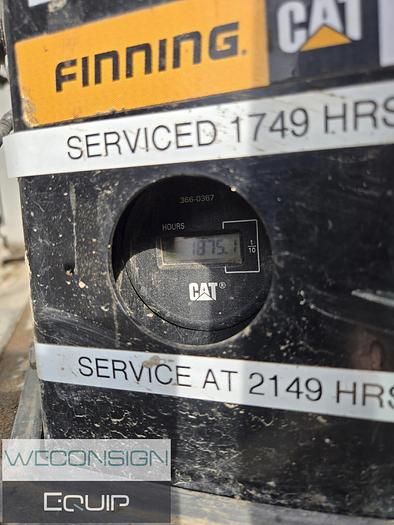 FINNING.
CAT
SERVICED 1749 HRS
366-0367
HOURS
1875.1
1
10
CAT®
SERVICE AT 2149 HRS
WECONSIGN
EQUIP